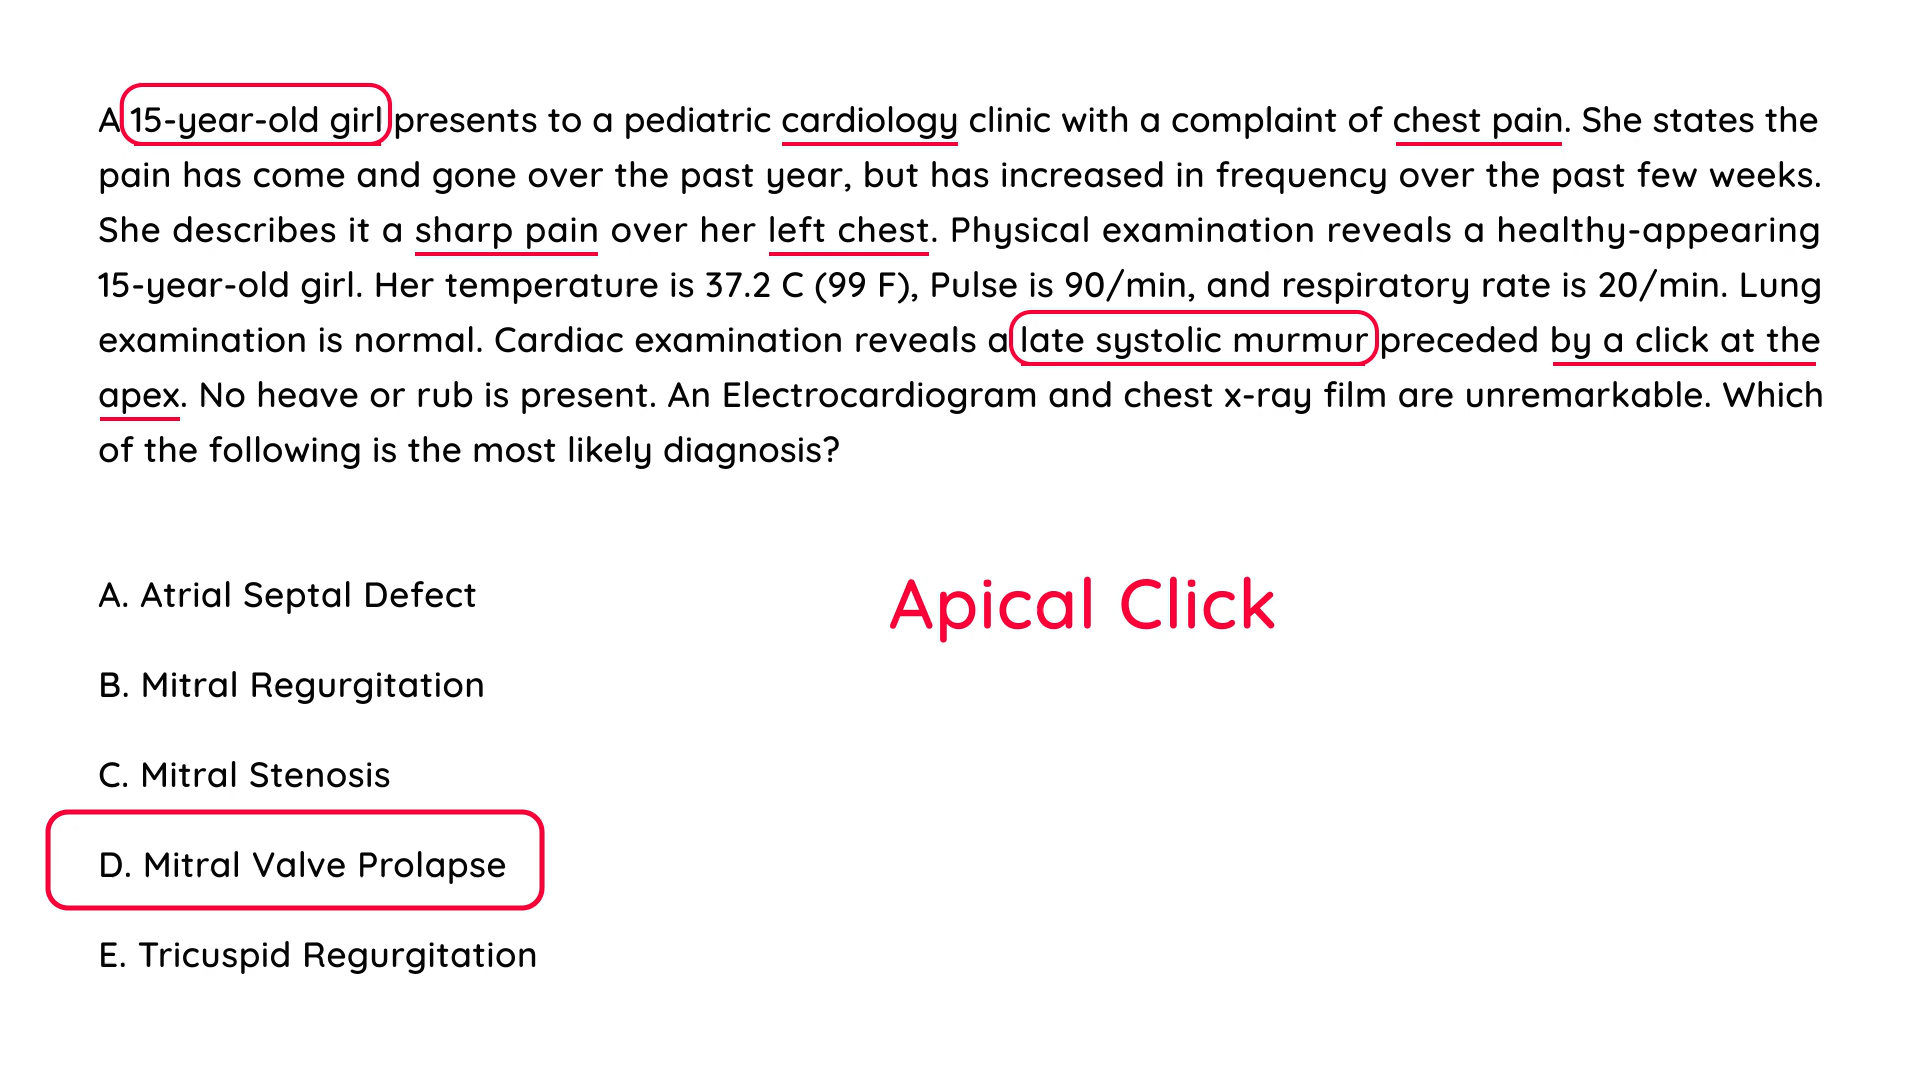 A 15-year-old girl presents to a pediatric cardiology clinic with a complaint of chest pain. She states the
pain has come and gone over the past year, but has increased in frequency over the past few weeks.
She describes it a sharp pain over her left chest. Physical examination reveals a healthy-appearing
15-year-old girl. Her temperature is 37.2 C (99 F), Pulse is 90/min, and respiratory rate is 20/min. Lung
examination is normal. Cardiac examination reveals a late systolic murmur preceded by a click at the
apex. No heave or rub is present. An Electrocardiogram and chest x-ray film are unremarkable. Which
of the following is the most likely diagnosis?
A. Atrial Septal Defect
Apical Click
B. Mitral Regurgitation
C. Mitral Stenosis
D. Mitral Valve Prolapse
E. Tricuspid Regurgitation